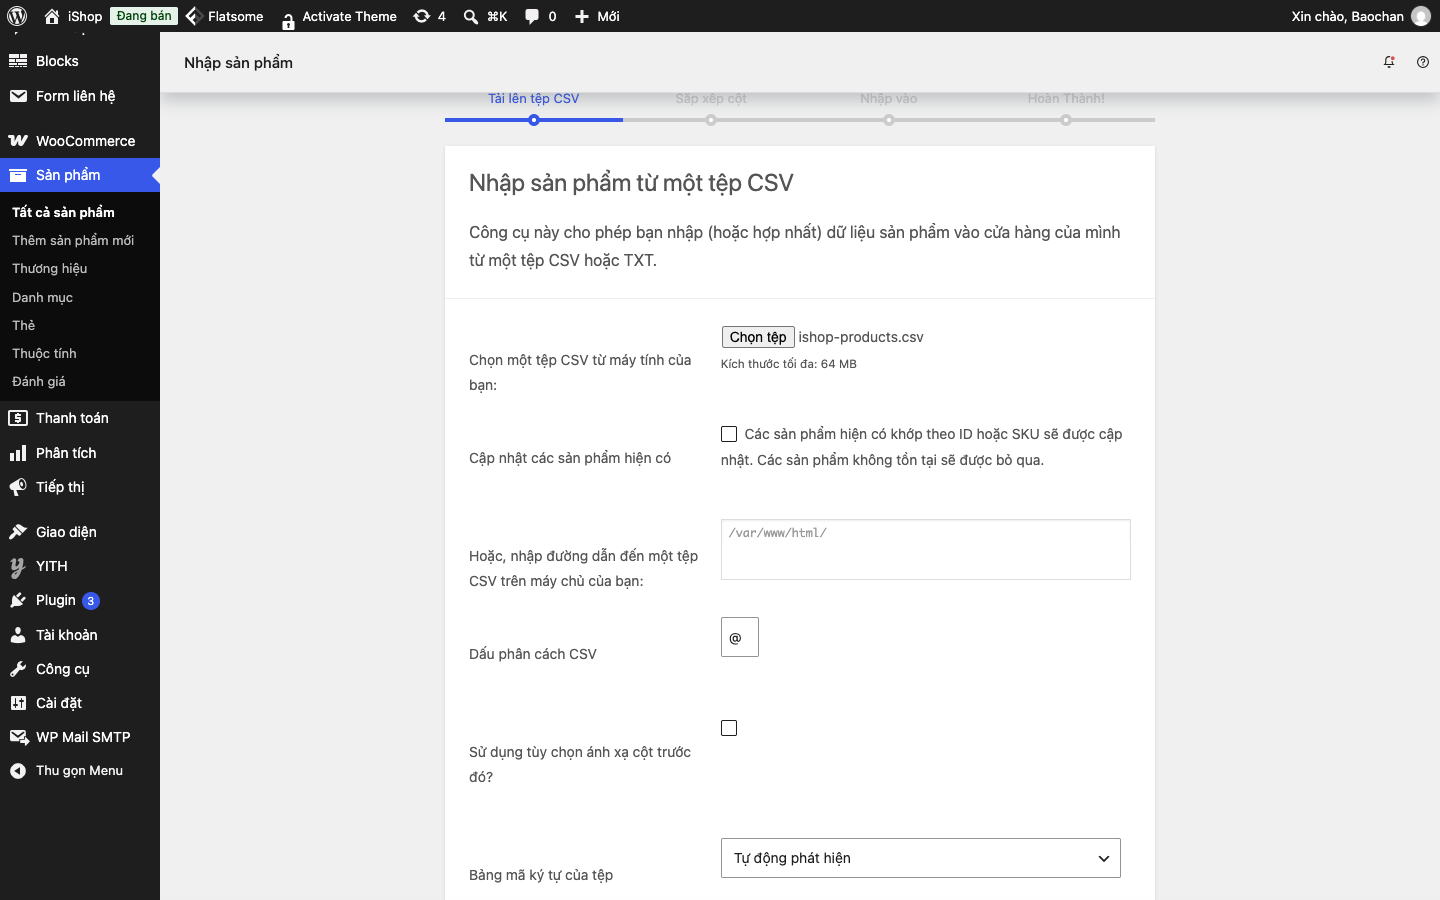 iShop
Đang bán
Flatsome
Activate Theme
4
⌘K
0
Mới
Xin chào, Baochan
Blocks
Form liên hệ
WooCommerce
Sản phẩm
Tất cả sản phẩm
Thêm sản phẩm mới
Thương hiệu
Danh mục
Thẻ
Thuộc tính
Đánh giá
Thanh toán
Phân tích
Tiếp thị
Giao diện
YITH
Plugin 3
Tài khoản
Công cụ
Cài đặt
WP Mail SMTP
Thu gọn Menu
Nhập sản phẩm
Tải lên tệp CSV
Sắp xếp cột
Nhập vào
Hoàn Thành!
Nhập sản phẩm từ một tệp CSV
Công cụ này cho phép bạn nhập (hoặc hợp nhất) dữ liệu sản phẩm vào cửa hàng của mình
từ một tệp CSV hoặc TXT.
Chọn một tệp CSV từ máy tính của
bạn:
Chọn tệp ishop-products.csv
Kích thước tối đa: 64 MB
Cập nhật các sản phẩm hiện có
Các sản phẩm hiện có khớp theo ID hoặc SKU sẽ được cập
nhật. Các sản phẩm không tồn tại sẽ được bỏ qua.
Hoặc, nhập đường dẫn đến một tệp
CSV trên máy chủ của bạn:
/var/www/html/
Dấu phân cách CSV
@
Sử dụng tùy chọn ánh xạ cột trước
đó?
Bảng mã ký tự của tệp
Tự động phát hiện